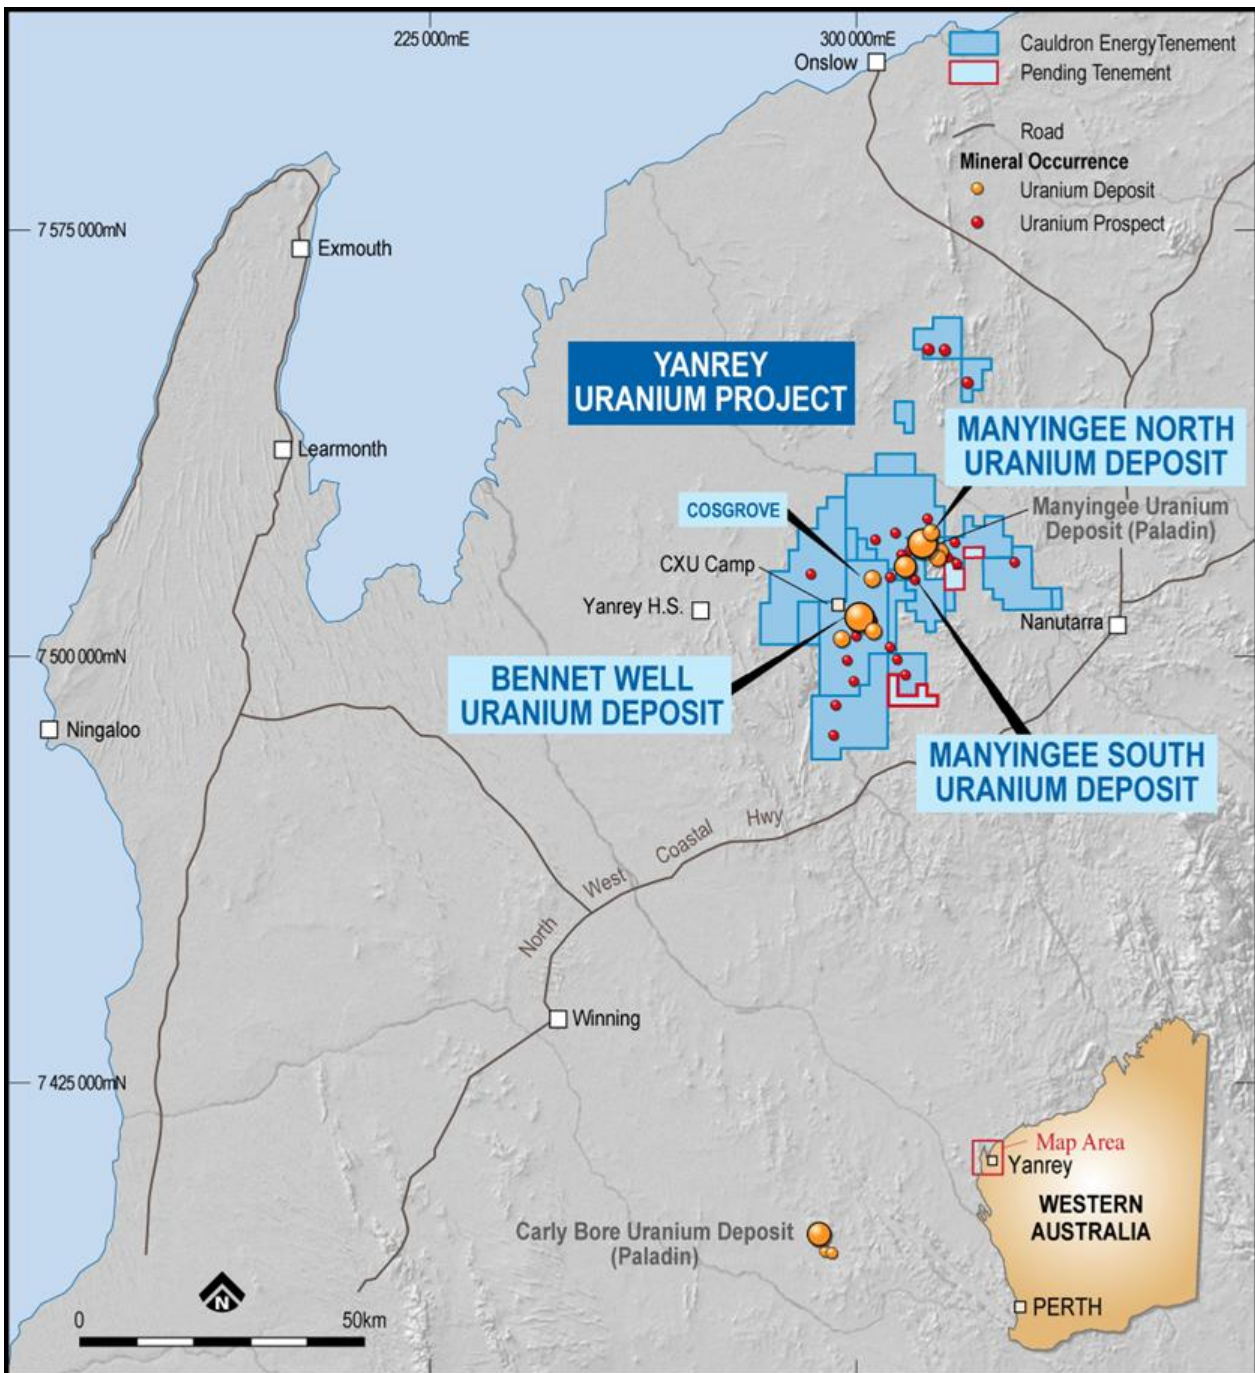 225 000mE
300 000mE
Onslow
Cauldron EnergyTenement
Pending Tenement
Road
Mineral Occurrence
Uranium Deposit
Uranium Prospect
7 575 000mN
Exmouth
YANREY
URANIUM PROJECT
MANYINGEE NORTH
URANIUM DEPOSIT
Learmonth
COSGROVE
Manyingee Uranium
Deposit (Paladin)
CXU Camp
Yanrey H.S.
Nanutarra
7 500 000mN
BENNET WELL
URANIUM DEPOSIT
Ningaloo
MANYINGEE SOUTH
URANIUM DEPOSIT
North West Coastal Hwy
Winning
7 425 000mN
Map Area
Yanrey
WESTERN
AUSTRALIA
PERTH
Carly Bore Uranium Deposit
(Paladin)
N
0
50km